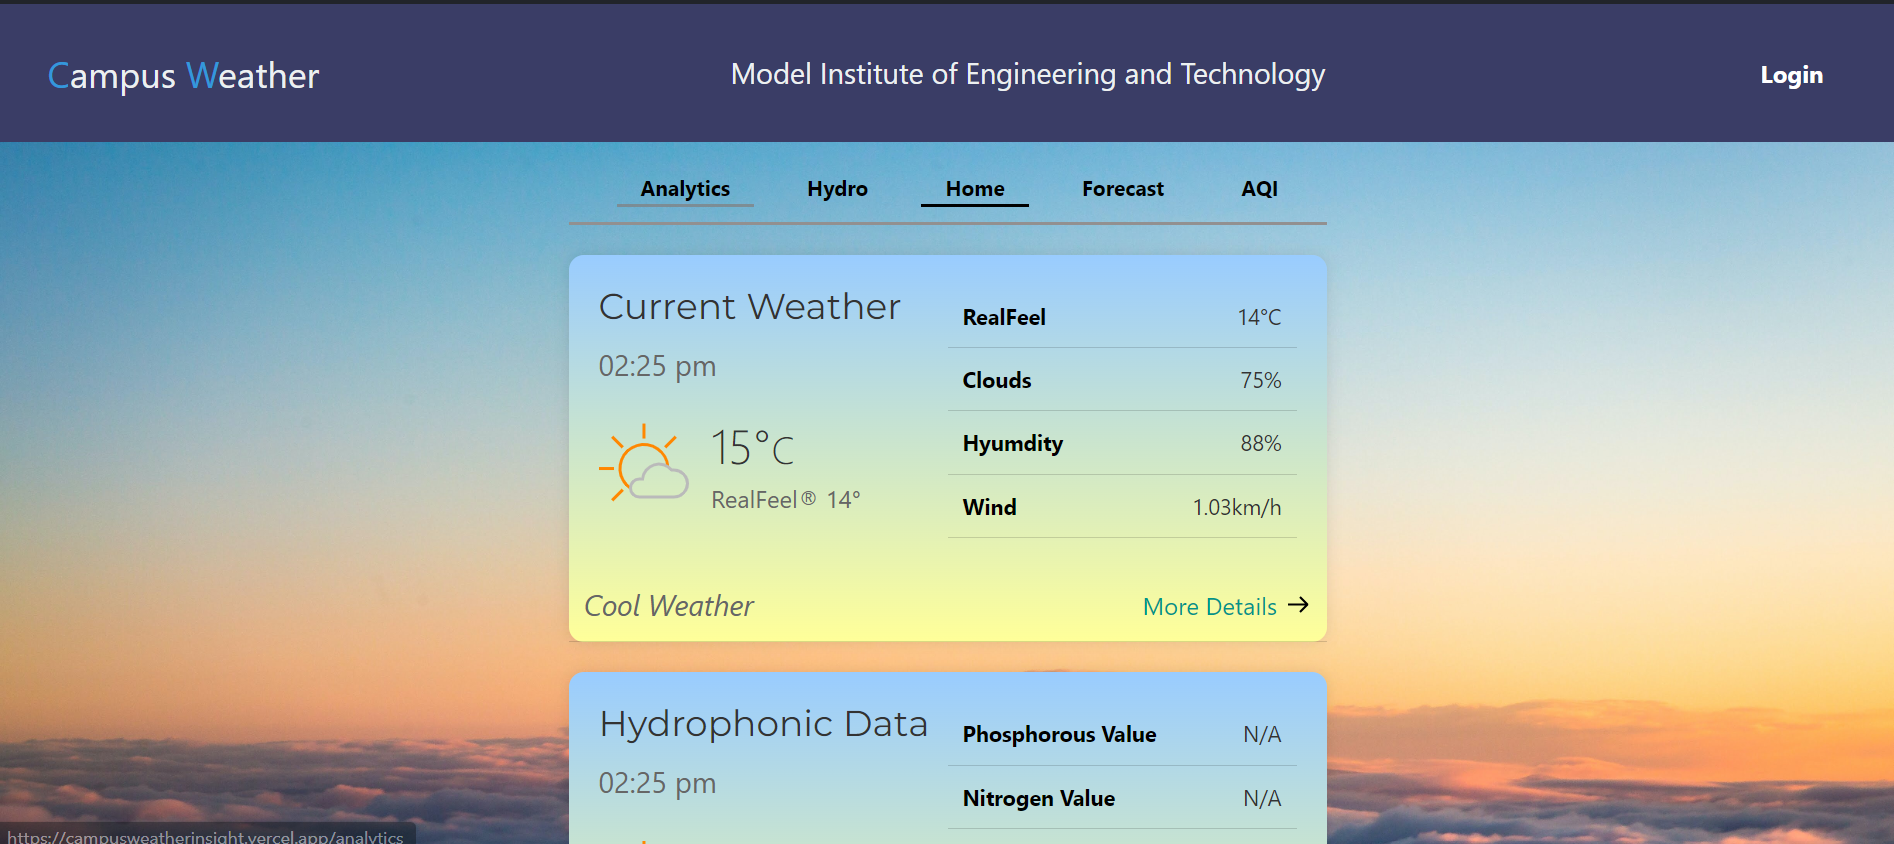 Campus Weather
Model Institute of Engineering and Technology
Login
Analytics
Hydro
Home
Forecast
AQI
Current Weather
02:25 pm
15°C
RealFeel® 14°
RealFeel 14°C
Clouds 75%
Hyumdity 88%
Wind 1.03km/h
Cool Weather
More Details →
Hydrophonic Data
02:25 pm
Phosphorous Value N/A
Nitrogen Value N/A
https://campusweatherinsight.vercel.app/analytics